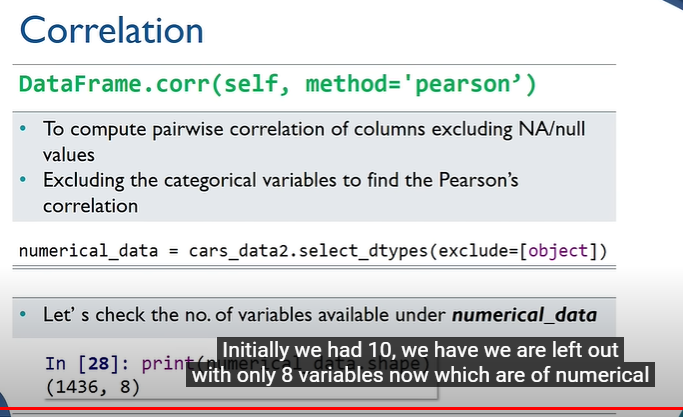 Correlation
DataFrame.corr(self, method='pearson’)
• To compute pairwise correlation of columns excluding NA/null
values
• Excluding the categorical variables to find the Pearson’s
correlation
numerical_data = cars_data2.select_dtypes(exclude=[object])
• Let’ s check the no. of variables available under numerical_data
In [28]: print(numerical_data.shape)
(1436, 8)
Initially we had 10, we have we are left out
with only 8 variables now which are of numerical